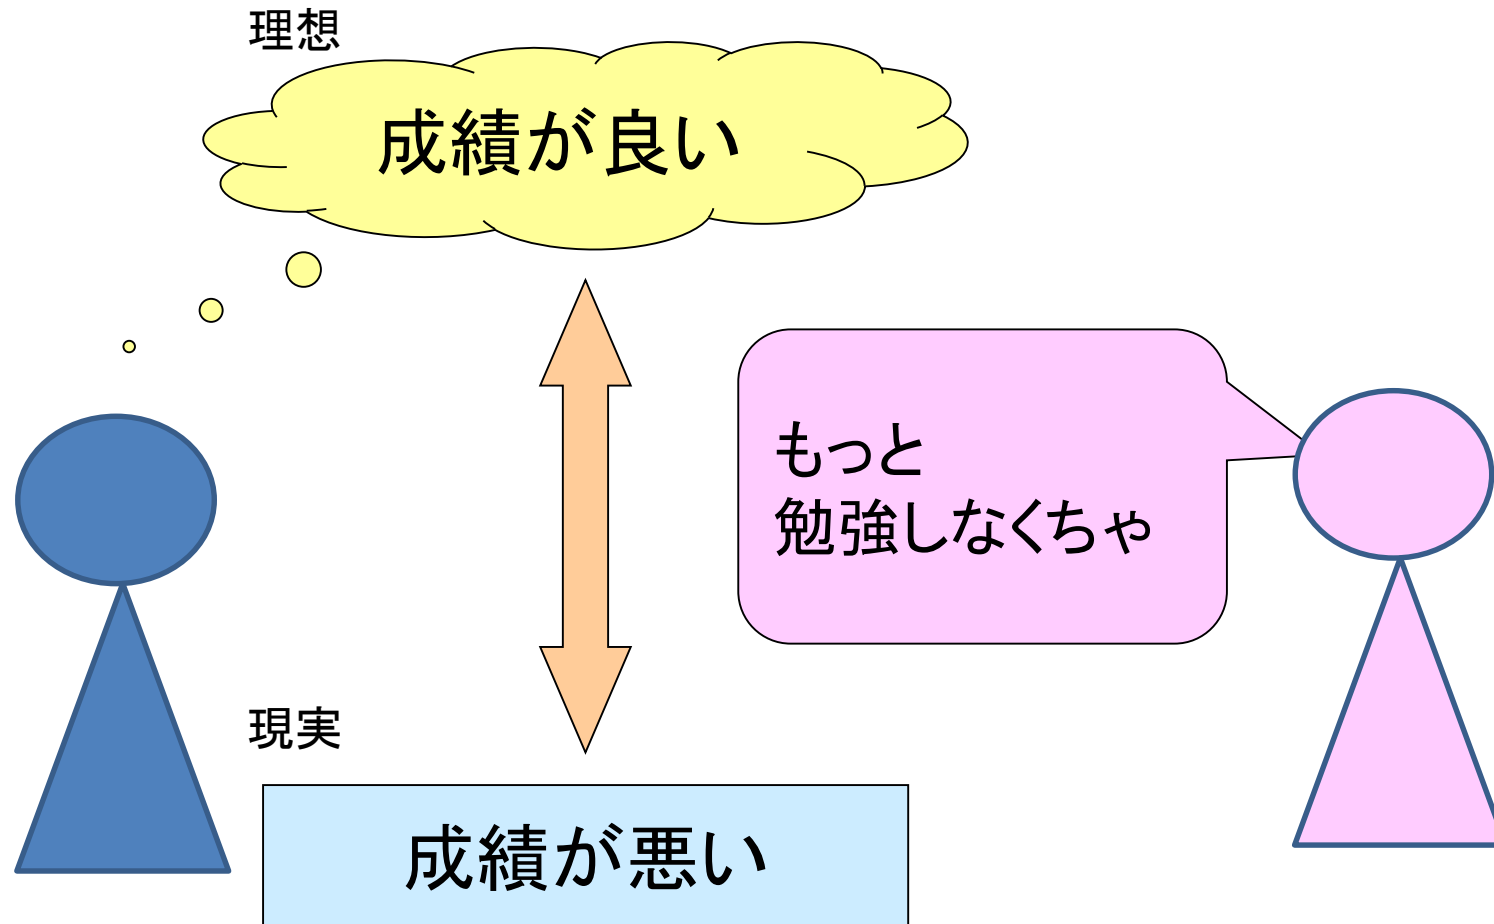 理想
成績が良い
もっと
勉強しなくちゃ
現実
成績が悪い